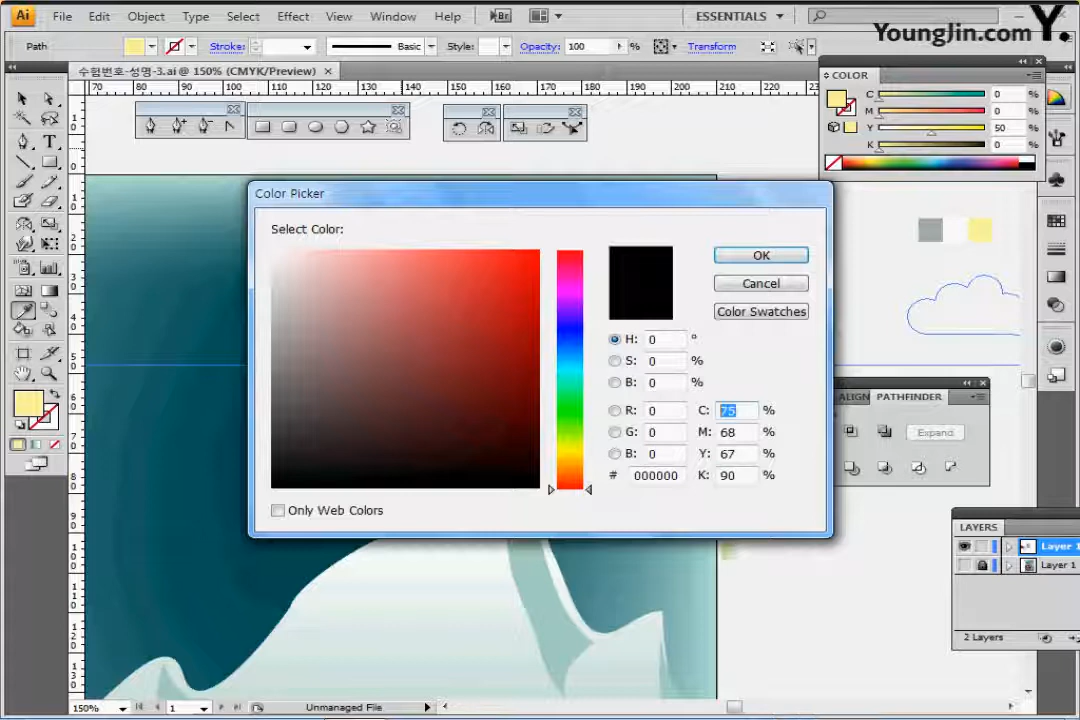 Ai File Edit Object Type Select Effect View Window Help Br ESSENTIALS
YoungJin.com Y.
Path Stroke: Basic Style: Opacity: 100 % Transform
수험번호-성명-3.ai @ 150% (CMYK/Preview) ×
COLOR
70 80 90 100 110 120 130 140 150 160 170 180 190 200 210 220 23
C 0 %
M 0 %
Y 50 %
K 0 %
Color Picker
Select Color:
OK
Cancel
Color Swatches
H: 0 °
S: 0 %
B: 0 %
R: 0 C: 75 %
G: 0 M: 68 %
B: 0 Y: 67 %
# 000000 K: 90 %
Only Web Colors
ALIGN PATHFINDER
Expand
LAYERS
Layer 1
Layer 1
2 Layers
150% 1 Unmanaged File